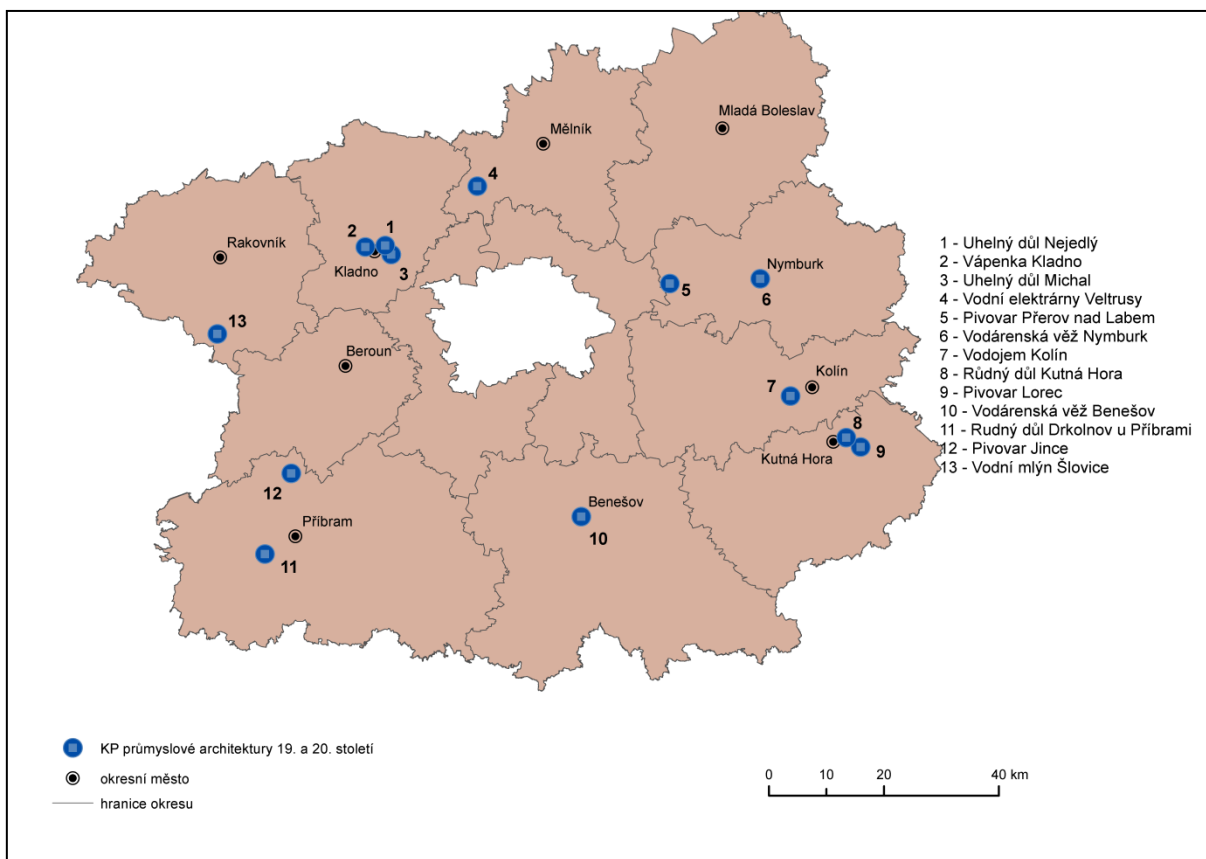 Mladá Boleslav
Mělník
4
1
2
Rakovník
Kladno
3
Nymburk
5
6
13
Beroun
Kolín
7
8
Kutná Hora
9
12
Benešov
Příbram
10
11
1 - Uhelný důl Nejedlý
2 - Vápenka Kladno
3 - Uhelný důl Michal
4 - Vodní elektrárny Veltrusy
5 - Pivovar Přerov nad Labem
6 - Vodárenská věž Nymburk
7 - Vodojem Kolín
8 - Růdný důl Kutná Hora
9 - Pivovar Lorec
10 - Vodárenská věž Benešov
11 - Rudný důl Drkolnov u Příbrami
12 - Pivovar Jince
13 - Vodní mlýn Šlovice
KP průmyslové architektury 19. a 20. století
okresní město
hranice okresu
0 10 20 40 km